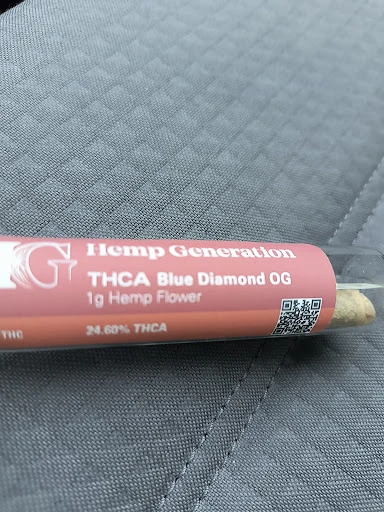 G
Hemp Generation
THCA Blue Diamond OG
1g Hemp Flower
THC
24.60% THCA